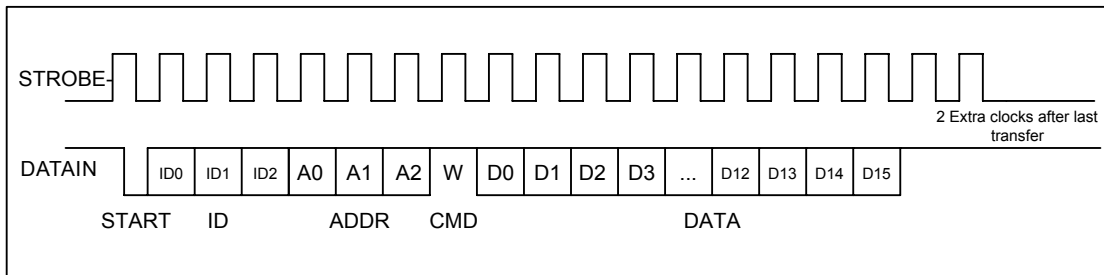 STROBE-
2 Extra clocks after last
transfer
DATAIN ID0 ID1 ID2 A0 A1 A2 W D0 D1 D2 D3 ... D12 D13 D14 D15
START ID ADDR CMD DATA